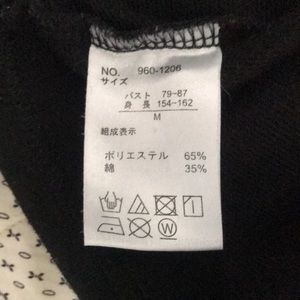 NO. 960-1206
サイズ
バスト 79-87
身 長 154-162
M
組成表示
ポリエステル 65%
綿 35%
W